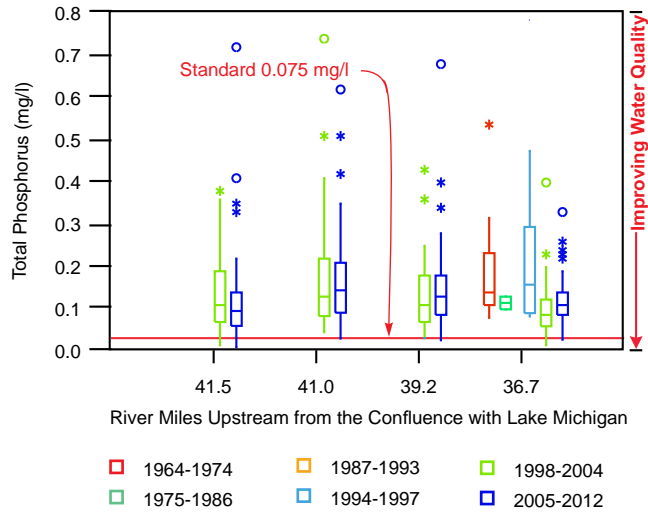 0.8
0.7
0.6
0.5
0.4
0.3
0.2
0.1
0.0
Total Phosphorus (mg/l)
Standard 0.075 mg/l
Improving Water Quality
41.5 41.0 39.2 36.7
River Miles Upstream from the Confluence with Lake Michigan
1964-1974 1987-1993 1998-2004
1975-1986 1994-1997 2005-2012